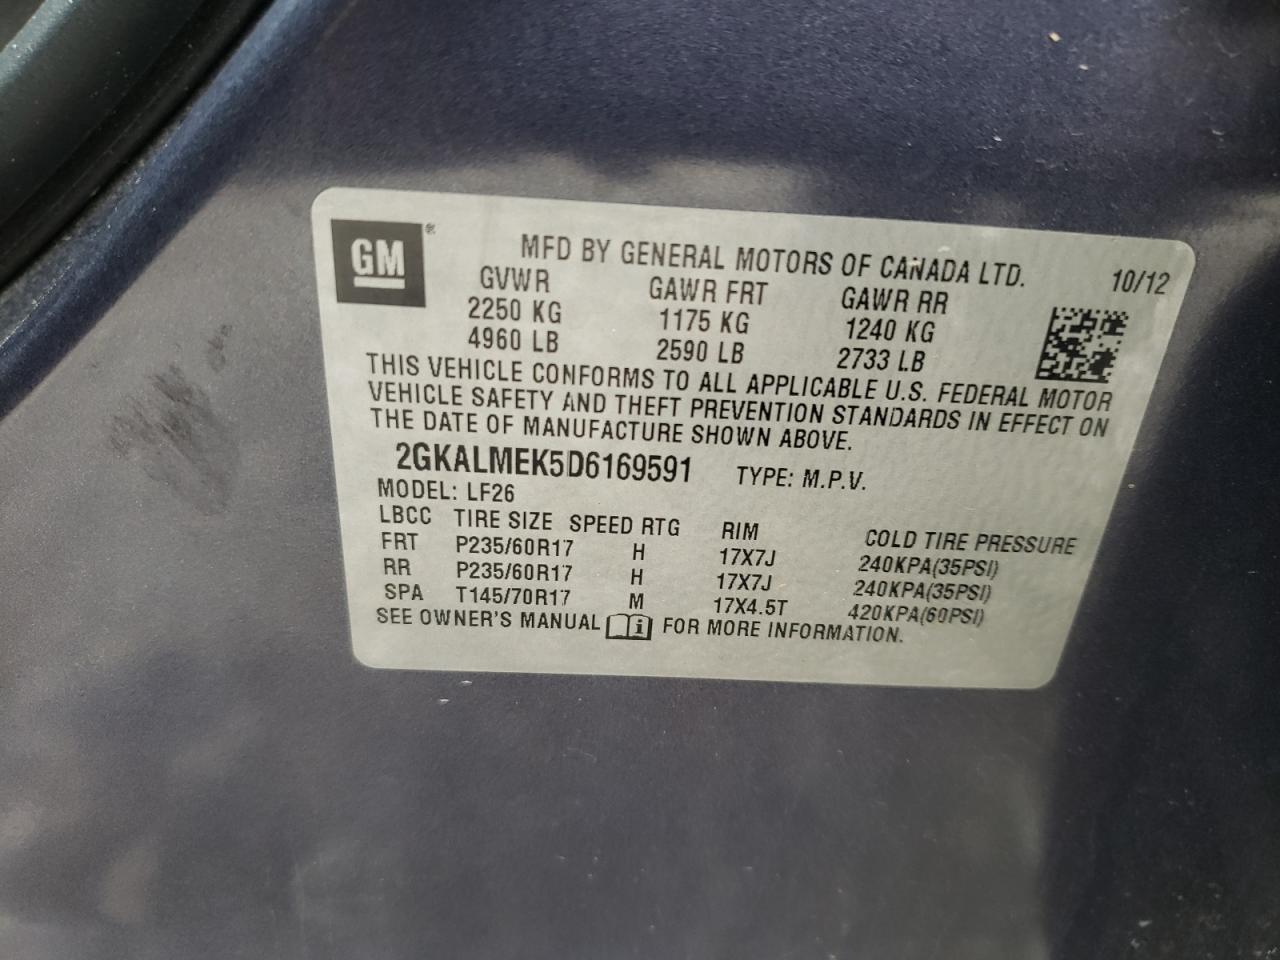 GM®
MFD BY GENERAL MOTORS OF CANADA LTD. 10/12
GVWR GAWR FRT GAWR RR
2250 KG 1175 KG 1240 KG
4960 LB 2590 LB 2733 LB
THIS VEHICLE CONFORMS TO ALL APPLICABLE U.S. FEDERAL MOTOR
VEHICLE SAFETY AND THEFT PREVENTION STANDARDS IN EFFECT ON
THE DATE OF MANUFACTURE SHOWN ABOVE.
2GKALMEK5D6169591 TYPE: M.P.V.
MODEL: LF26
LBCC TIRE SIZE SPEED RTG RIM COLD TIRE PRESSURE
FRT P235/60R17 H 17X7J 240KPA(35PSI)
RR P235/60R17 H 17X7J 240KPA(35PSI)
SPA T145/70R17 M 17X4.5T 420KPA(60PSI)
SEE OWNER'S MANUAL i FOR MORE INFORMATION.